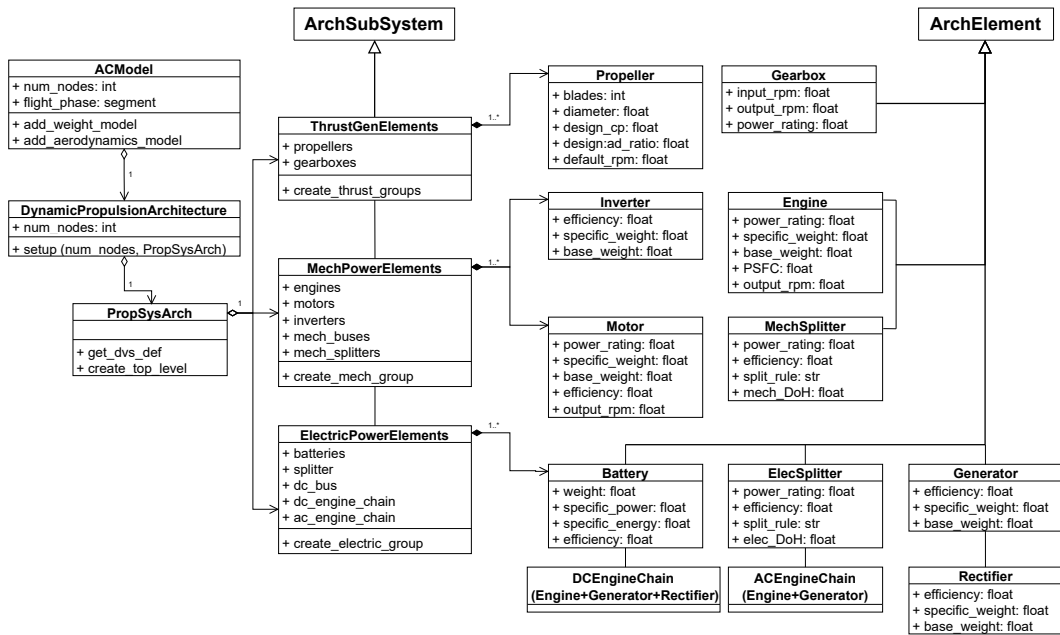 ArchSubSystem
ArchElement
ACModel
+ num_nodes: int
+ flight_phase: segment
+ add_weight_model
+ add_aerodynamics_model
1
DynamicPropulsionArchitecture
+ num_nodes: int
+ setup (num_nodes, PropSysArch)
1
PropSysArch
+ get_dvs_def
+ create_top_level
1
ThrustGenElements
+ propellers
+ gearboxes
+ create_thrust_groups
1..*
MechPowerElements
+ engines
+ motors
+ inverters
+ mech_buses
+ mech_splitters
+ create_mech_group
1..*
ElectricPowerElements
+ batteries
+ splitter
+ dc_bus
+ dc_engine_chain
+ ac_engine_chain
+ create_electric_group
1..*
Propeller
+ blades: int
+ diameter: float
+ design_cp: float
+ design:ad_ratio: float
+ default_rpm: float
Gearbox
+ input_rpm: float
+ output_rpm: float
+ power_rating: float
Inverter
+ efficiency: float
+ specific_weight: float
+ base_weight: float
Engine
+ power_rating: float
+ specific_weight: float
+ base_weight: float
+ PSFC: float
+ output_rpm: float
Motor
+ power_rating: float
+ specific_weight: float
+ base_weight: float
+ efficiency: float
+ output_rpm: float
MechSplitter
+ power_rating: float
+ efficiency: float
+ split_rule: str
+ mech_DoH: float
Battery
+ weight: float
+ specific_power: float
+ specific_energy: float
+ efficiency: float
ElecSplitter
+ power_rating: float
+ efficiency: float
+ split_rule: str
+ elec_DoH: float
Generator
+ efficiency: float
+ specific_weight: float
+ base_weight: float
DCEngineChain
(Engine+Generator+Rectifier)
ACEngineChain
(Engine+Generator)
Rectifier
+ efficiency: float
+ specific_weight: float
+ base_weight: float